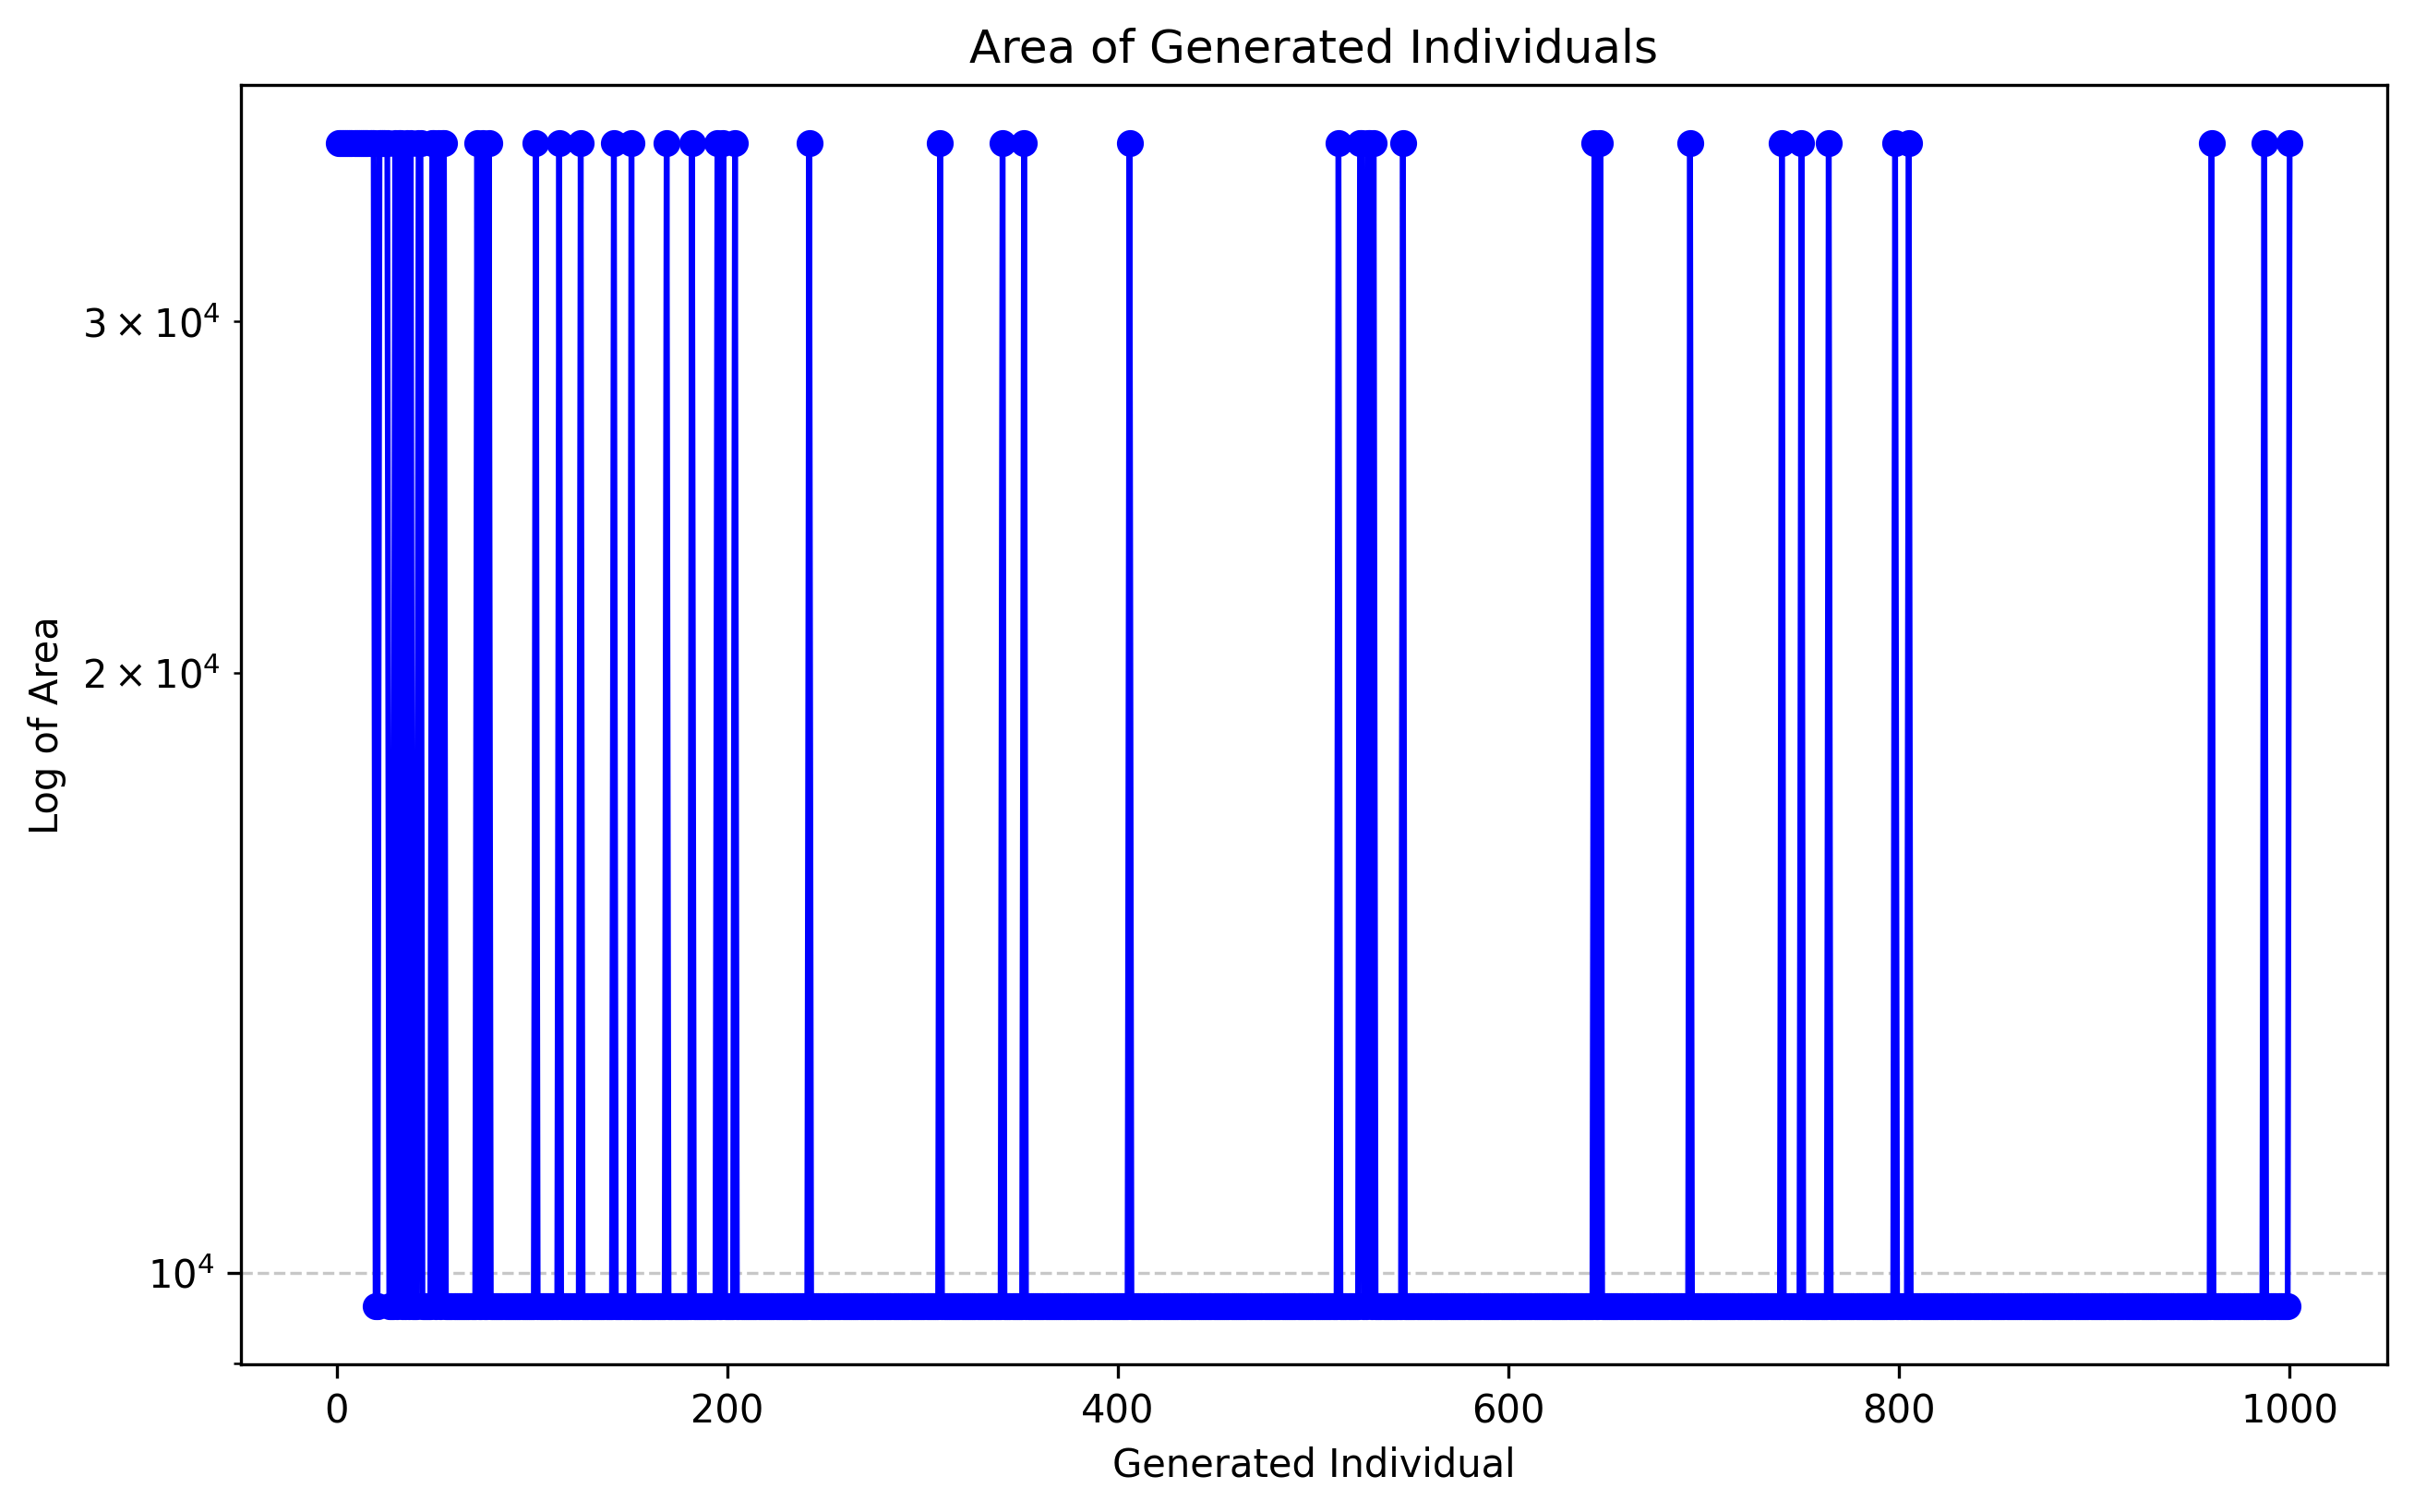 Area of Generated Individuals
Log of Area
3 × 10⁴
2 × 10⁴
10⁴
0 200 400 600 800 1000
Generated Individual